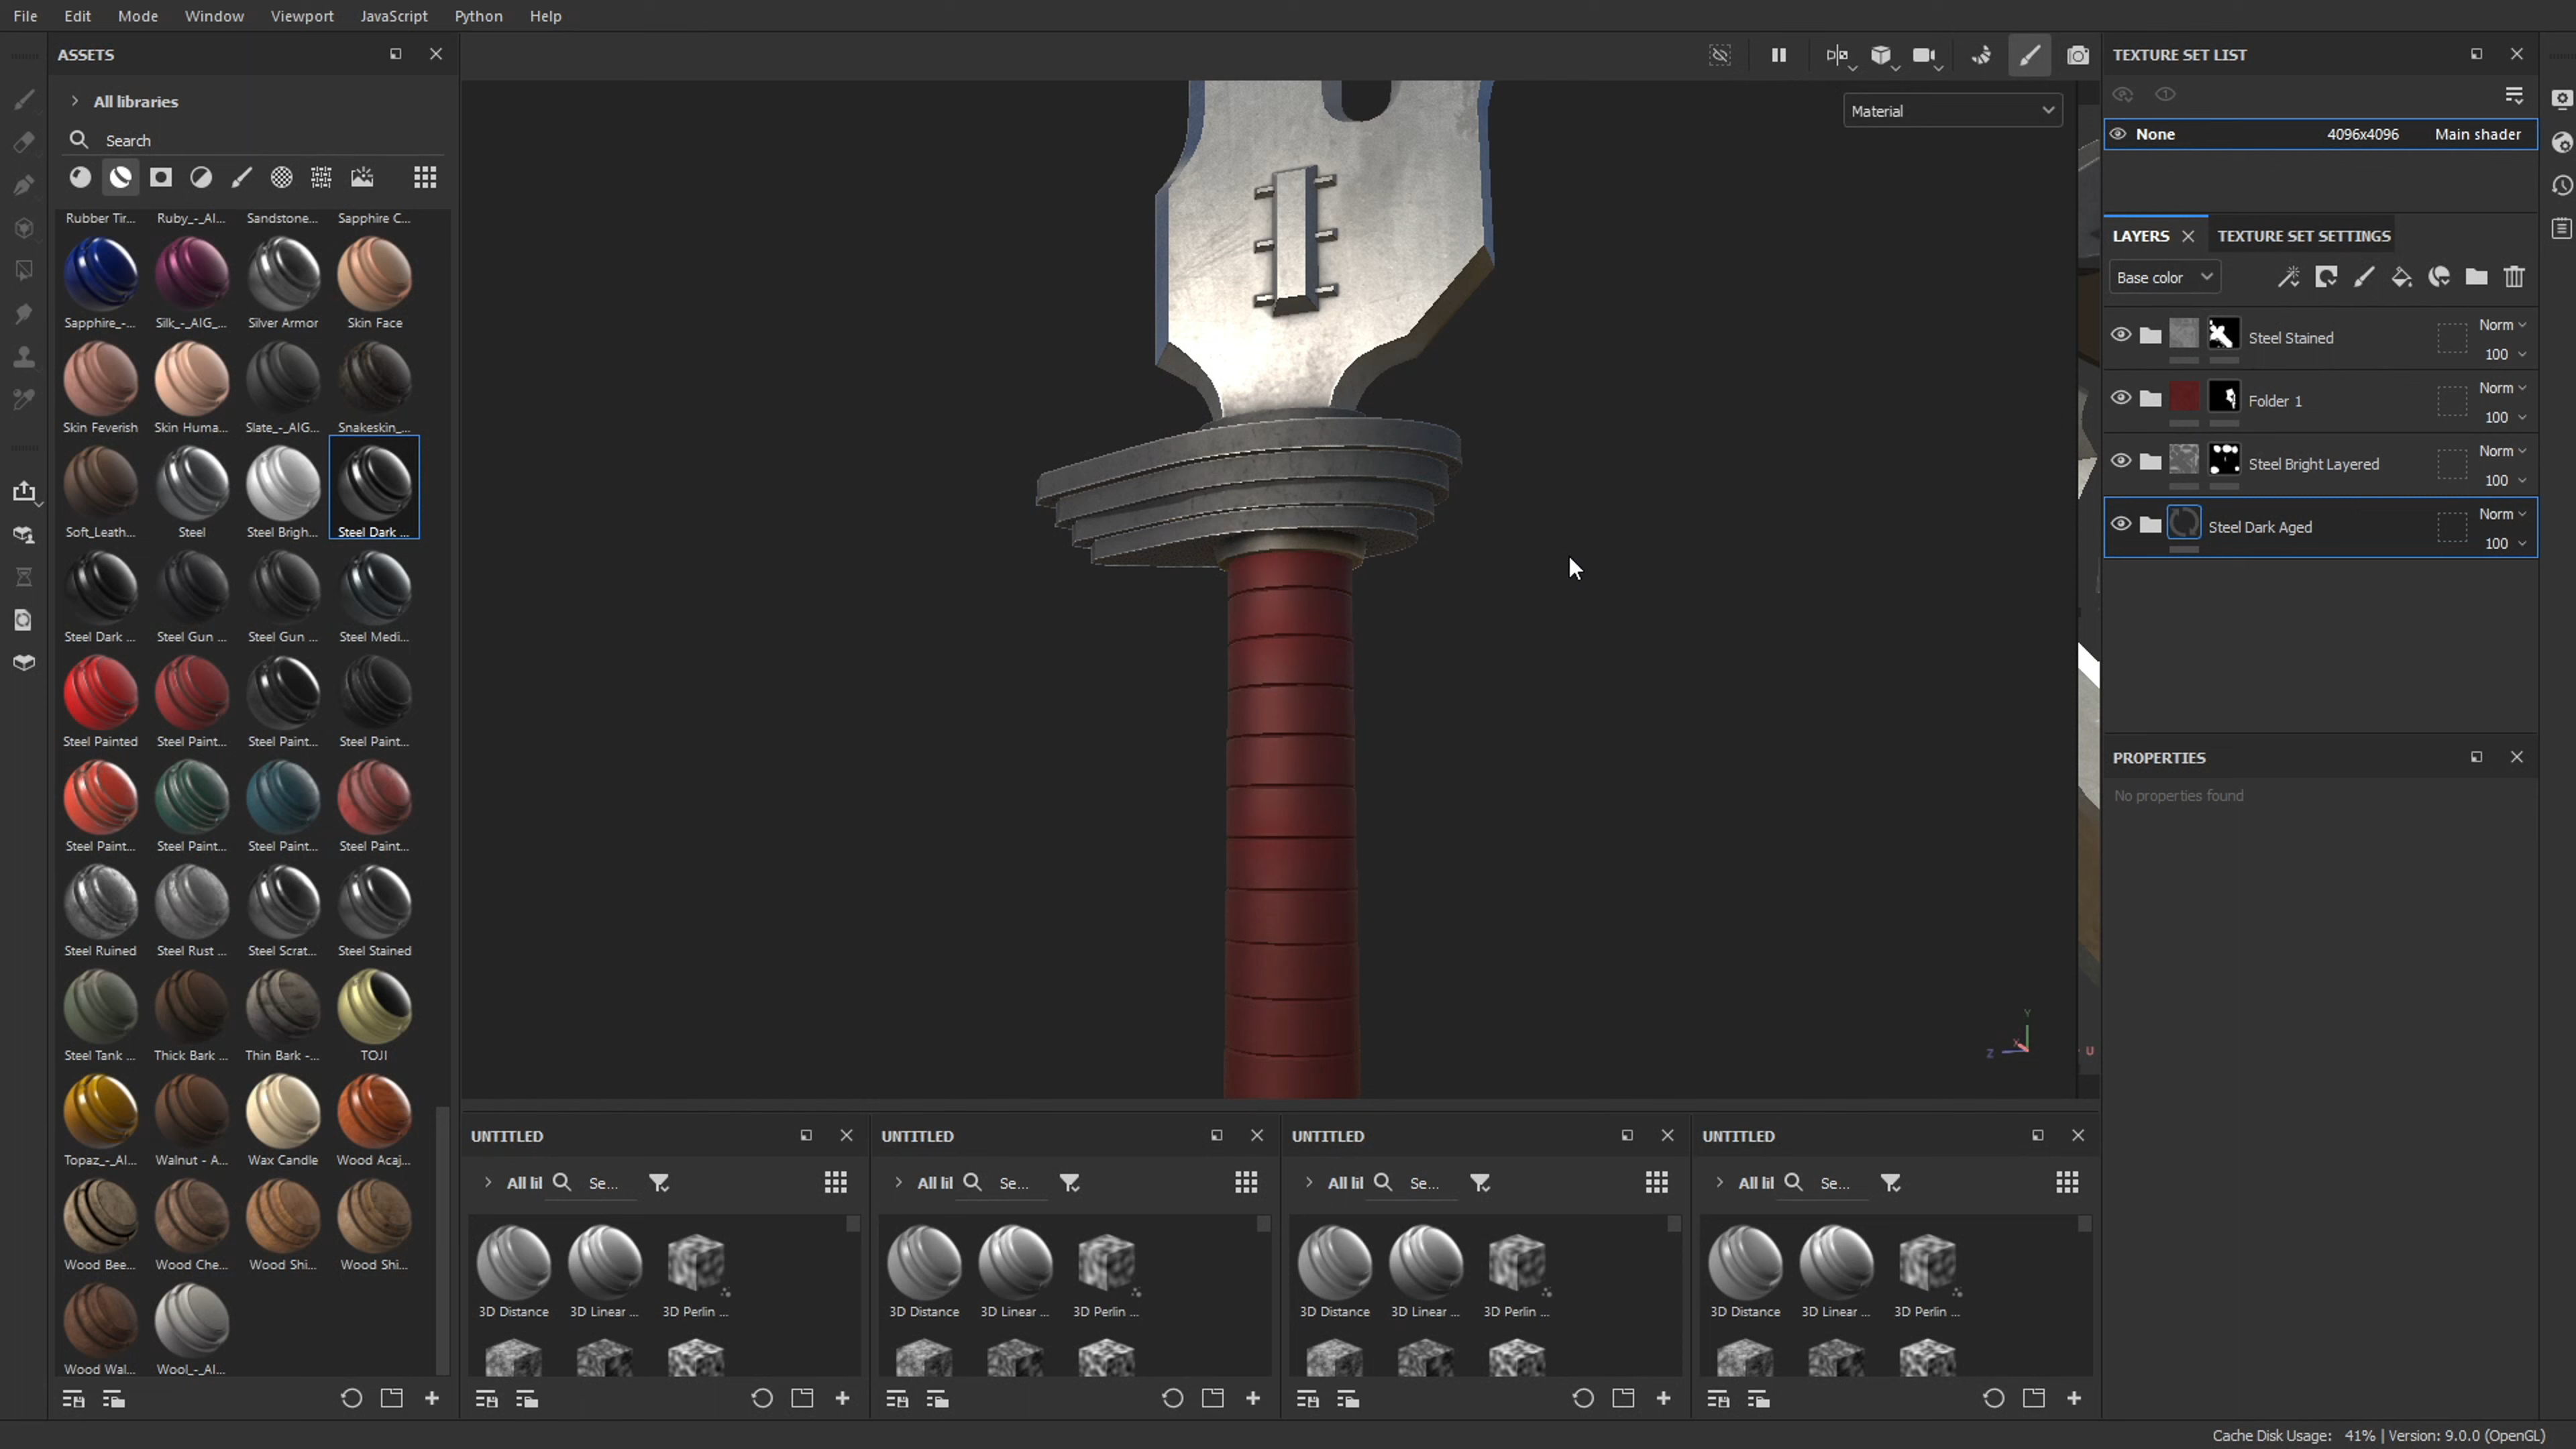 File Edit Mode Window Viewport JavaScript Python Help
ASSETS
All libraries
Search
Rubber Tir... Ruby_-_AI... Sandstone... Sapphire C...
Sapphire_-... Silk_-_AIG_... Silver Armor Skin Face
Skin Feverish Skin Huma... Slate_-_AIG... Snakeskin_...
Soft_Leath... Steel Steel Brigh... Steel Dark ...
Steel Dark ... Steel Gun ... Steel Gun ... Steel Medi...
Steel Painted Steel Paint... Steel Paint... Steel Paint...
Steel Paint... Steel Paint... Steel Paint... Steel Paint...
Steel Ruined Steel Rust ... Steel Scrat... Steel Stained
Steel Tank ... Thick Bark ... Thin Bark -... TOJI
Topaz_-_AI... Walnut - A... Wax Candle Wood Acaj...
Wood Bee... Wood Che... Wood Shi... Wood Shi...
Wood Wal... Wool_-_AI...
Material
Y
Z X
U
UNTITLED UNTITLED UNTITLED UNTITLED
All lil Se... All lil Se... All lil Se... All lil Se...
3D Distance 3D Linear ... 3D Perlin ... 3D Distance 3D Linear ... 3D Perlin ... 3D Distance 3D Linear ... 3D Perlin ... 3D Distance 3D Linear ... 3D Perlin ...
TEXTURE SET LIST
None 4096x4096 Main shader
LAYERS TEXTURE SET SETTINGS
Base color
Steel Stained Norm
100
Folder 1 Norm
100
Steel Bright Layered Norm
100
Steel Dark Aged Norm
100
PROPERTIES
No properties found
Cache Disk Usage: 41% | Version: 9.0.0 (OpenGL)